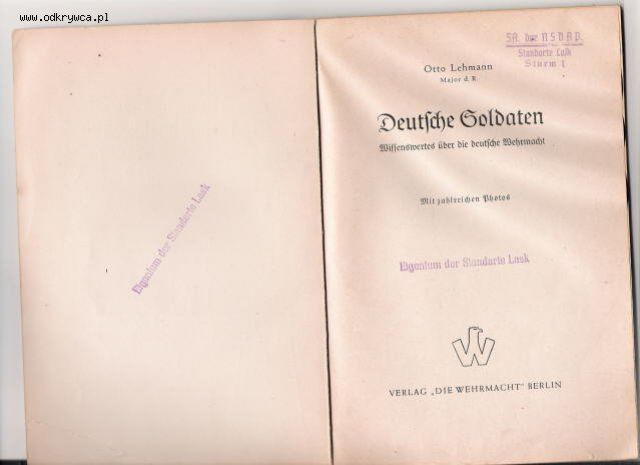 www.odkrywca.pl
Eigentum der Standarte Lask
SA. der NSDAP.
Standarte Lask
Sturm 1
Otto Lehmann
Major d. R.
Deutsche Soldaten
Wissenswertes über die deutsche Wehrmacht
Mit zahlreichen Photos
Eigentum der Standarte Lask
W
VERLAG „DIE WEHRMACHT" BERLIN